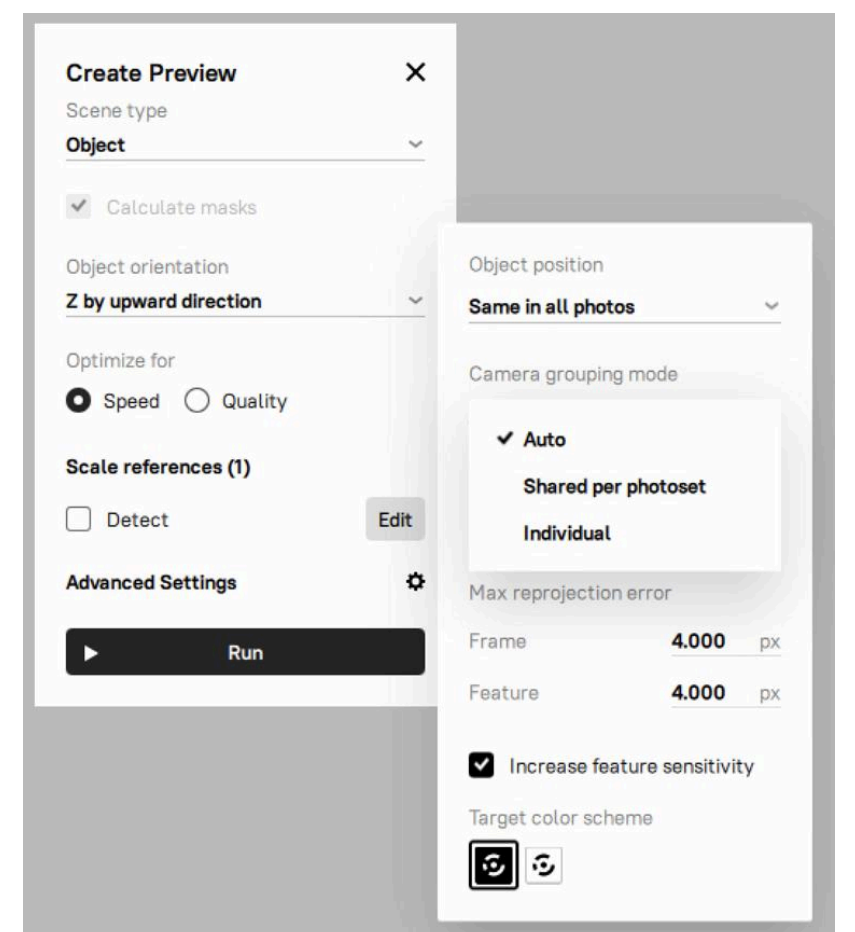 Create Preview
Scene type
Object
Calculate masks
Object orientation
Z by upward direction
Optimize for
Speed Quality
Scale references (1)
Detect Edit
Advanced Settings
Run
Object position
Same in all photos
Camera grouping mode
Auto
Shared per photoset
Individual
Max reprojection error
Frame 4.000 px
Feature 4.000 px
Increase feature sensitivity
Target color scheme